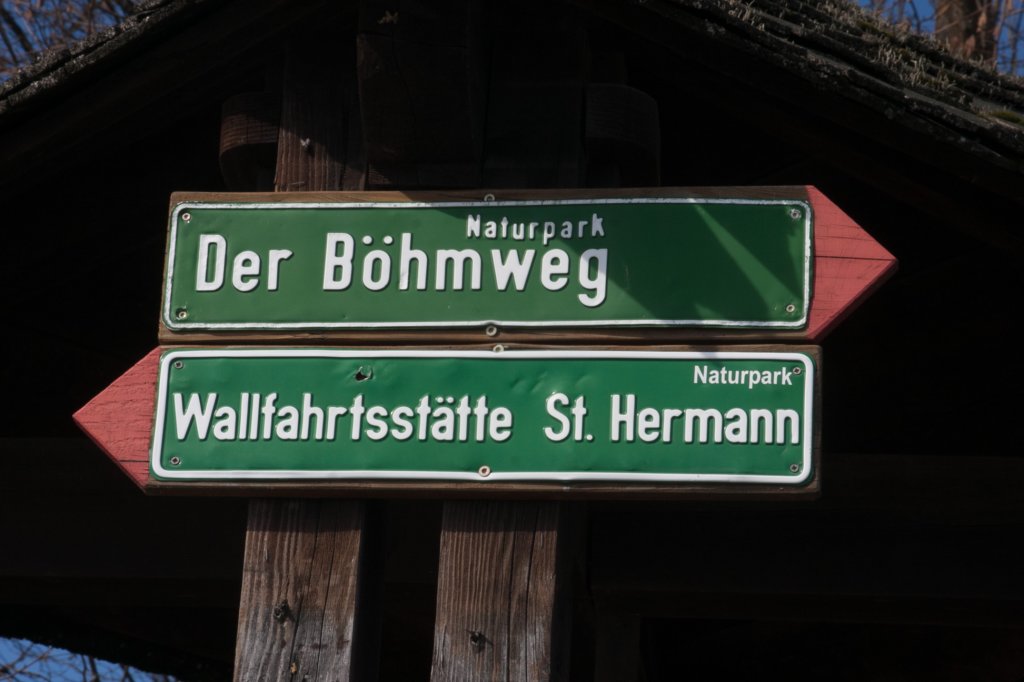 Naturpark
Der Böhmweg
Naturpark
Wallfahrtsstätte St. Hermann